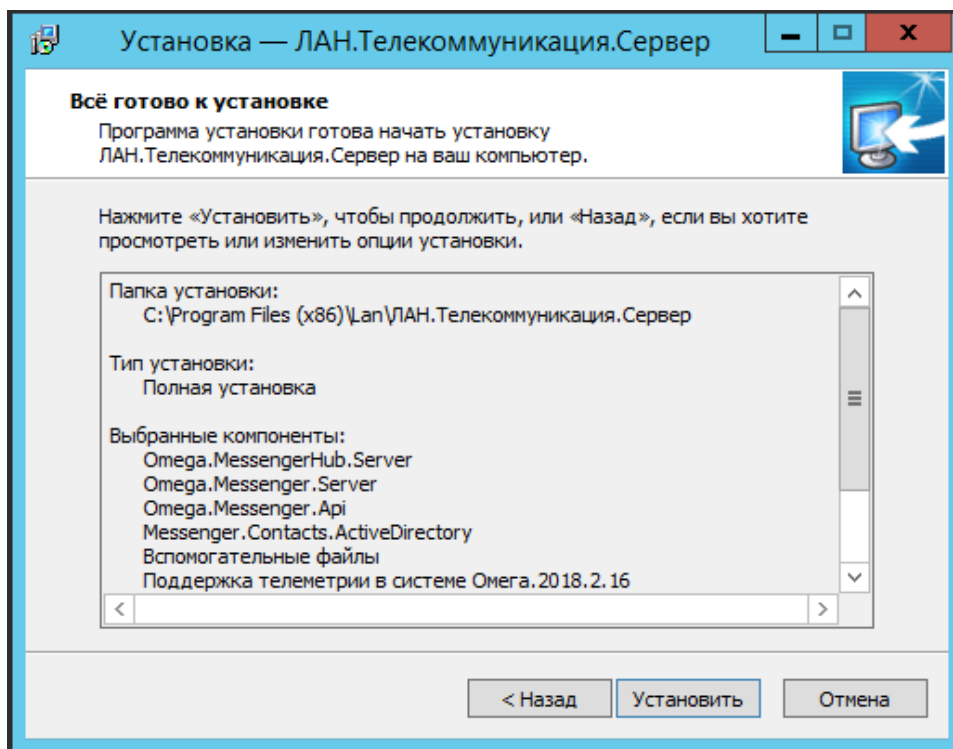 Установка — ЛАН.Телекоммуникация.Сервер
Всё готово к установке
Программа установки готова начать установку
ЛАН.Телекоммуникация.Сервер на ваш компьютер.
Нажмите «Установить», чтобы продолжить, или «Назад», если вы хотите
просмотреть или изменить опции установки.
Папка установки:
C:\Program Files (x86)\Lan\ЛАН.Телекоммуникация.Сервер
Тип установки:
Полная установка
Выбранные компоненты:
Omega.MessengerHub.Server
Omega.Messenger.Server
Omega.Messenger.Api
Messenger.Contacts.ActiveDirectory
Вспомогательные файлы
Поддержка телеметрии в системе Омега.2018.2.16
< Назад
Установить
Отмена